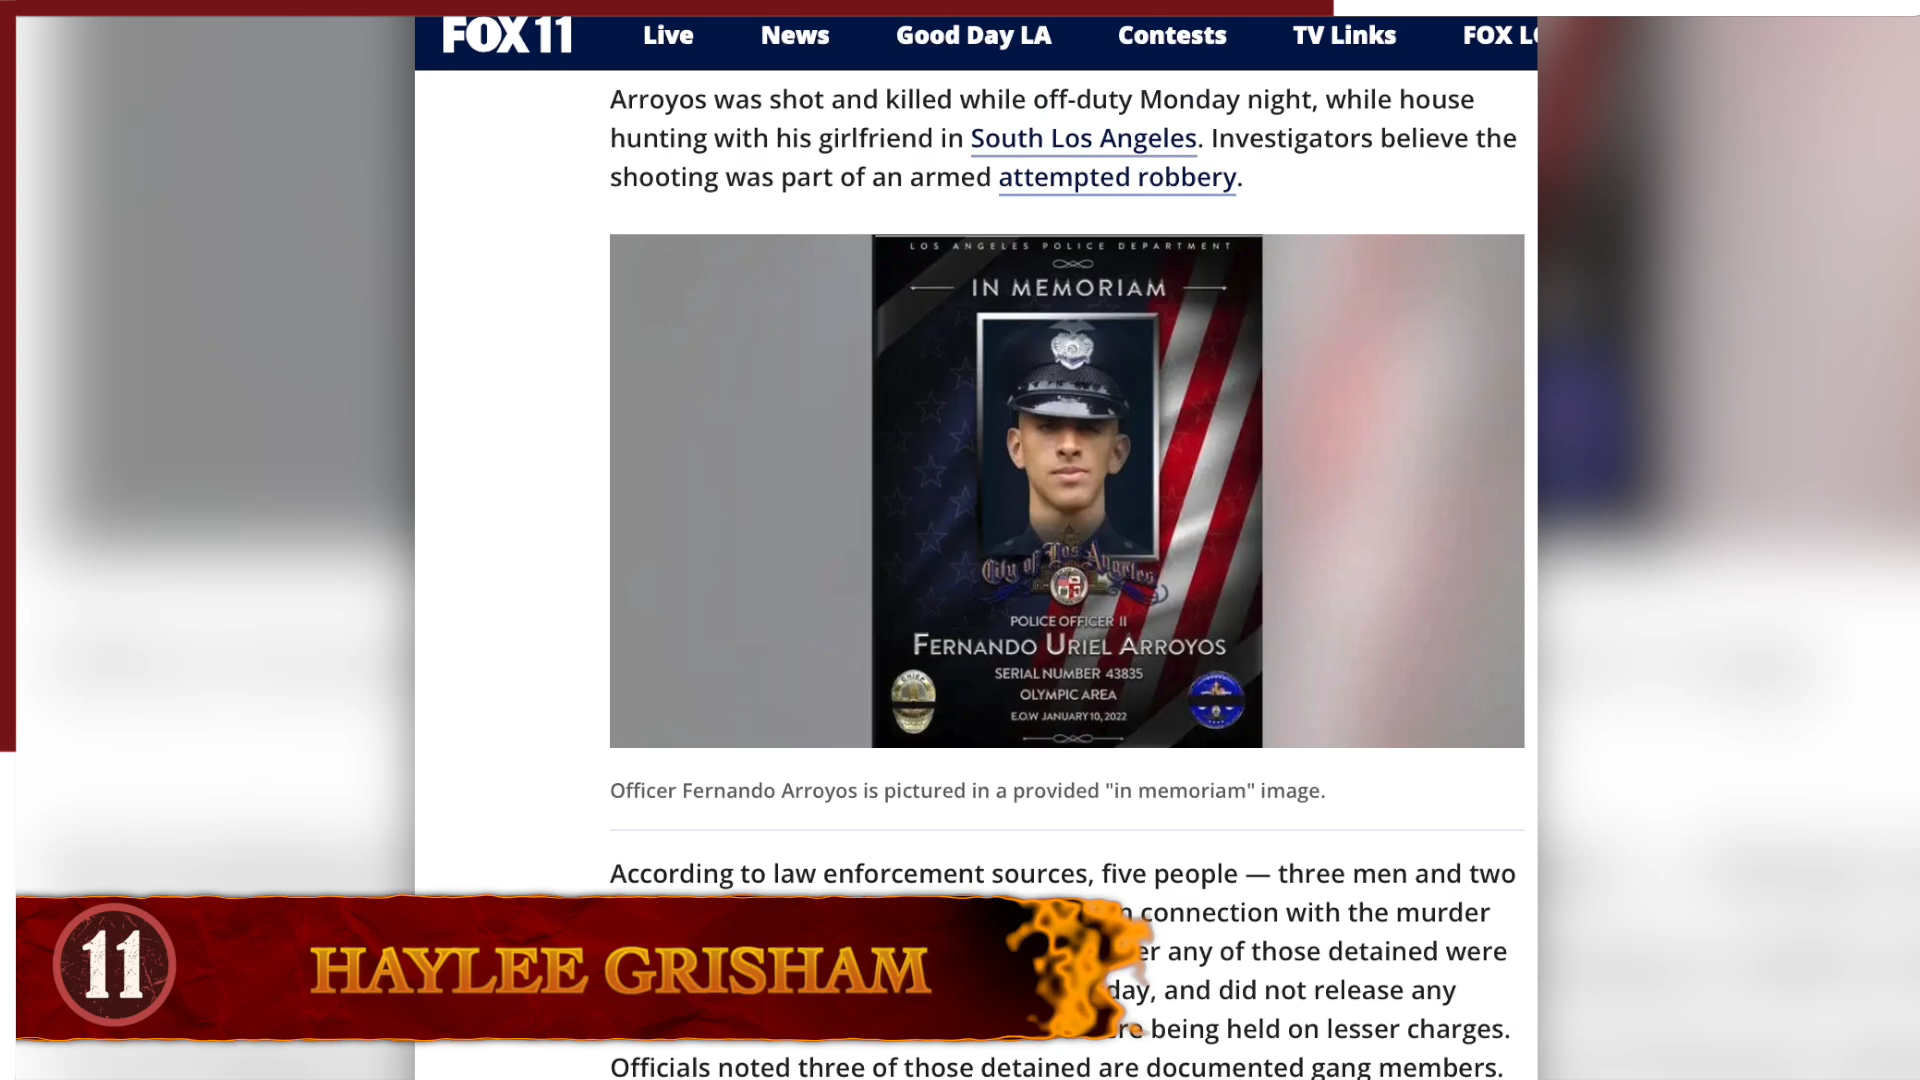 FOX 11 Live News Good Day LA Contests TV Links FOX
Arroyos was shot and killed while off-duty Monday night, while house
hunting with his girlfriend in South Los Angeles. Investigators believe the
shooting was part of an armed attempted robbery.
LOS ANGELES POLICE DEPARTMENT
IN MEMORIAM
City of Los Angeles
POLICE OFFICER II
FERNANDO URIEL ARROYOS
SERIAL NUMBER 43835
OLYMPIC AREA
E.O.W JANUARY 10, 2022
CHIEF
Officer Fernando Arroyos is pictured in a provided "in memoriam" image.
According to law enforcement sources, five people — three men and two
connection with the murder
any of those detained were
day, and did not release any
being held on lesser charges.
Officials noted three of those detained are documented gang members.
11 HAYLEE GRISHAM